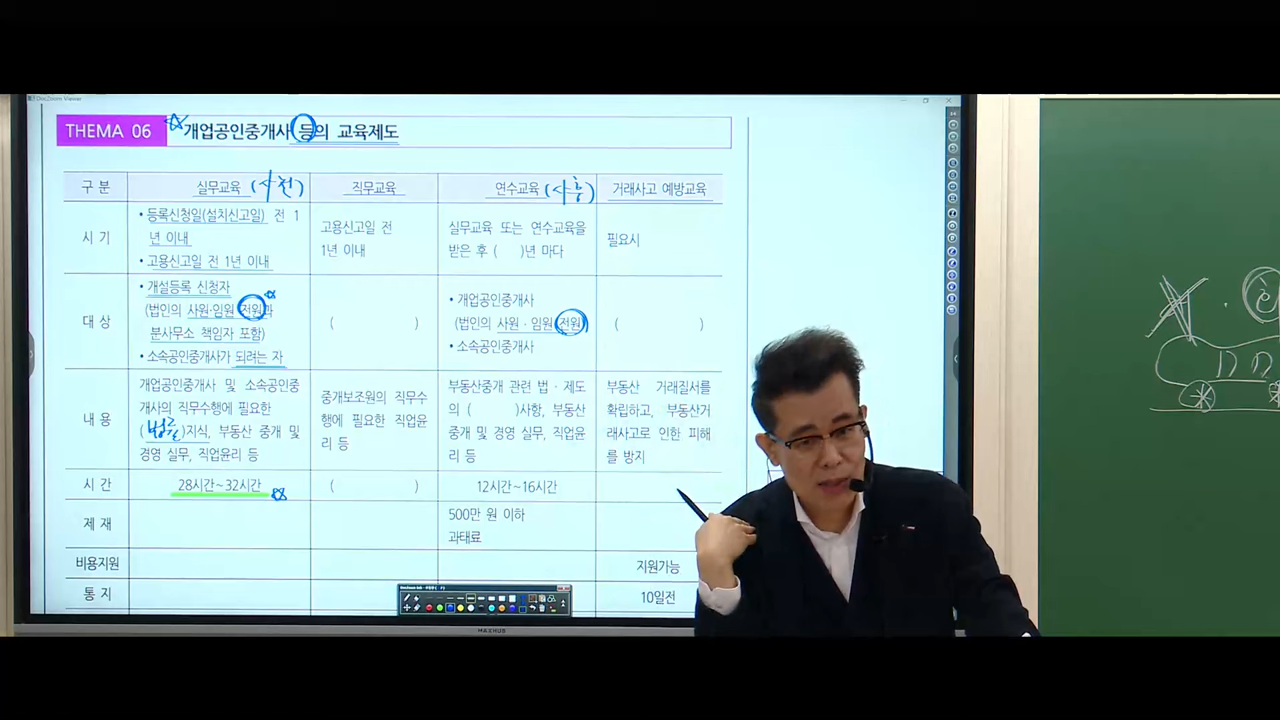 DocZoom Viewer
THEMA 06
개업공인중개사 등의 교육제도
구 분
실무교육 (사전)
직무교육
연수교육 (사후)
거래사고 예방교육
시 기
• 등록신청일(설치신고일) 전 1
년 이내
• 고용신고일 전 1년 이내
고용신고일 전
1년 이내
실무교육 또는 연수교육을
받은 후 ( )년 마다
필요시
대 상
• 개설등록 신청자
(법인의 사원·임원 전원과
분사무소 책임자 포함)
• 소속공인중개사가 되려는 자
( )
• 개업공인중개사
(법인의 사원·임원 전원)
• 소속공인중개사
( )
내 용
개업공인중개사 및 소속공인중
개사의 직무수행에 필요한
(법률)지식, 부동산 중개 및
경영 실무, 직업윤리 등
중개보조원의 직무수
행에 필요한 직업윤
리 등
부동산중개 관련 법·제도
의 ( )사항, 부동산
중개 및 경영 실무, 직업윤
리 등
부동산 거래질서를
확립하고, 부동산거
래사고로 인한 피해
를 방지
시 간
28시간~32시간
( )
12시간~16시간
제 재
500만 원 이하
과태료
비용지원
지원가능
통 지
10일전
MAXHUB